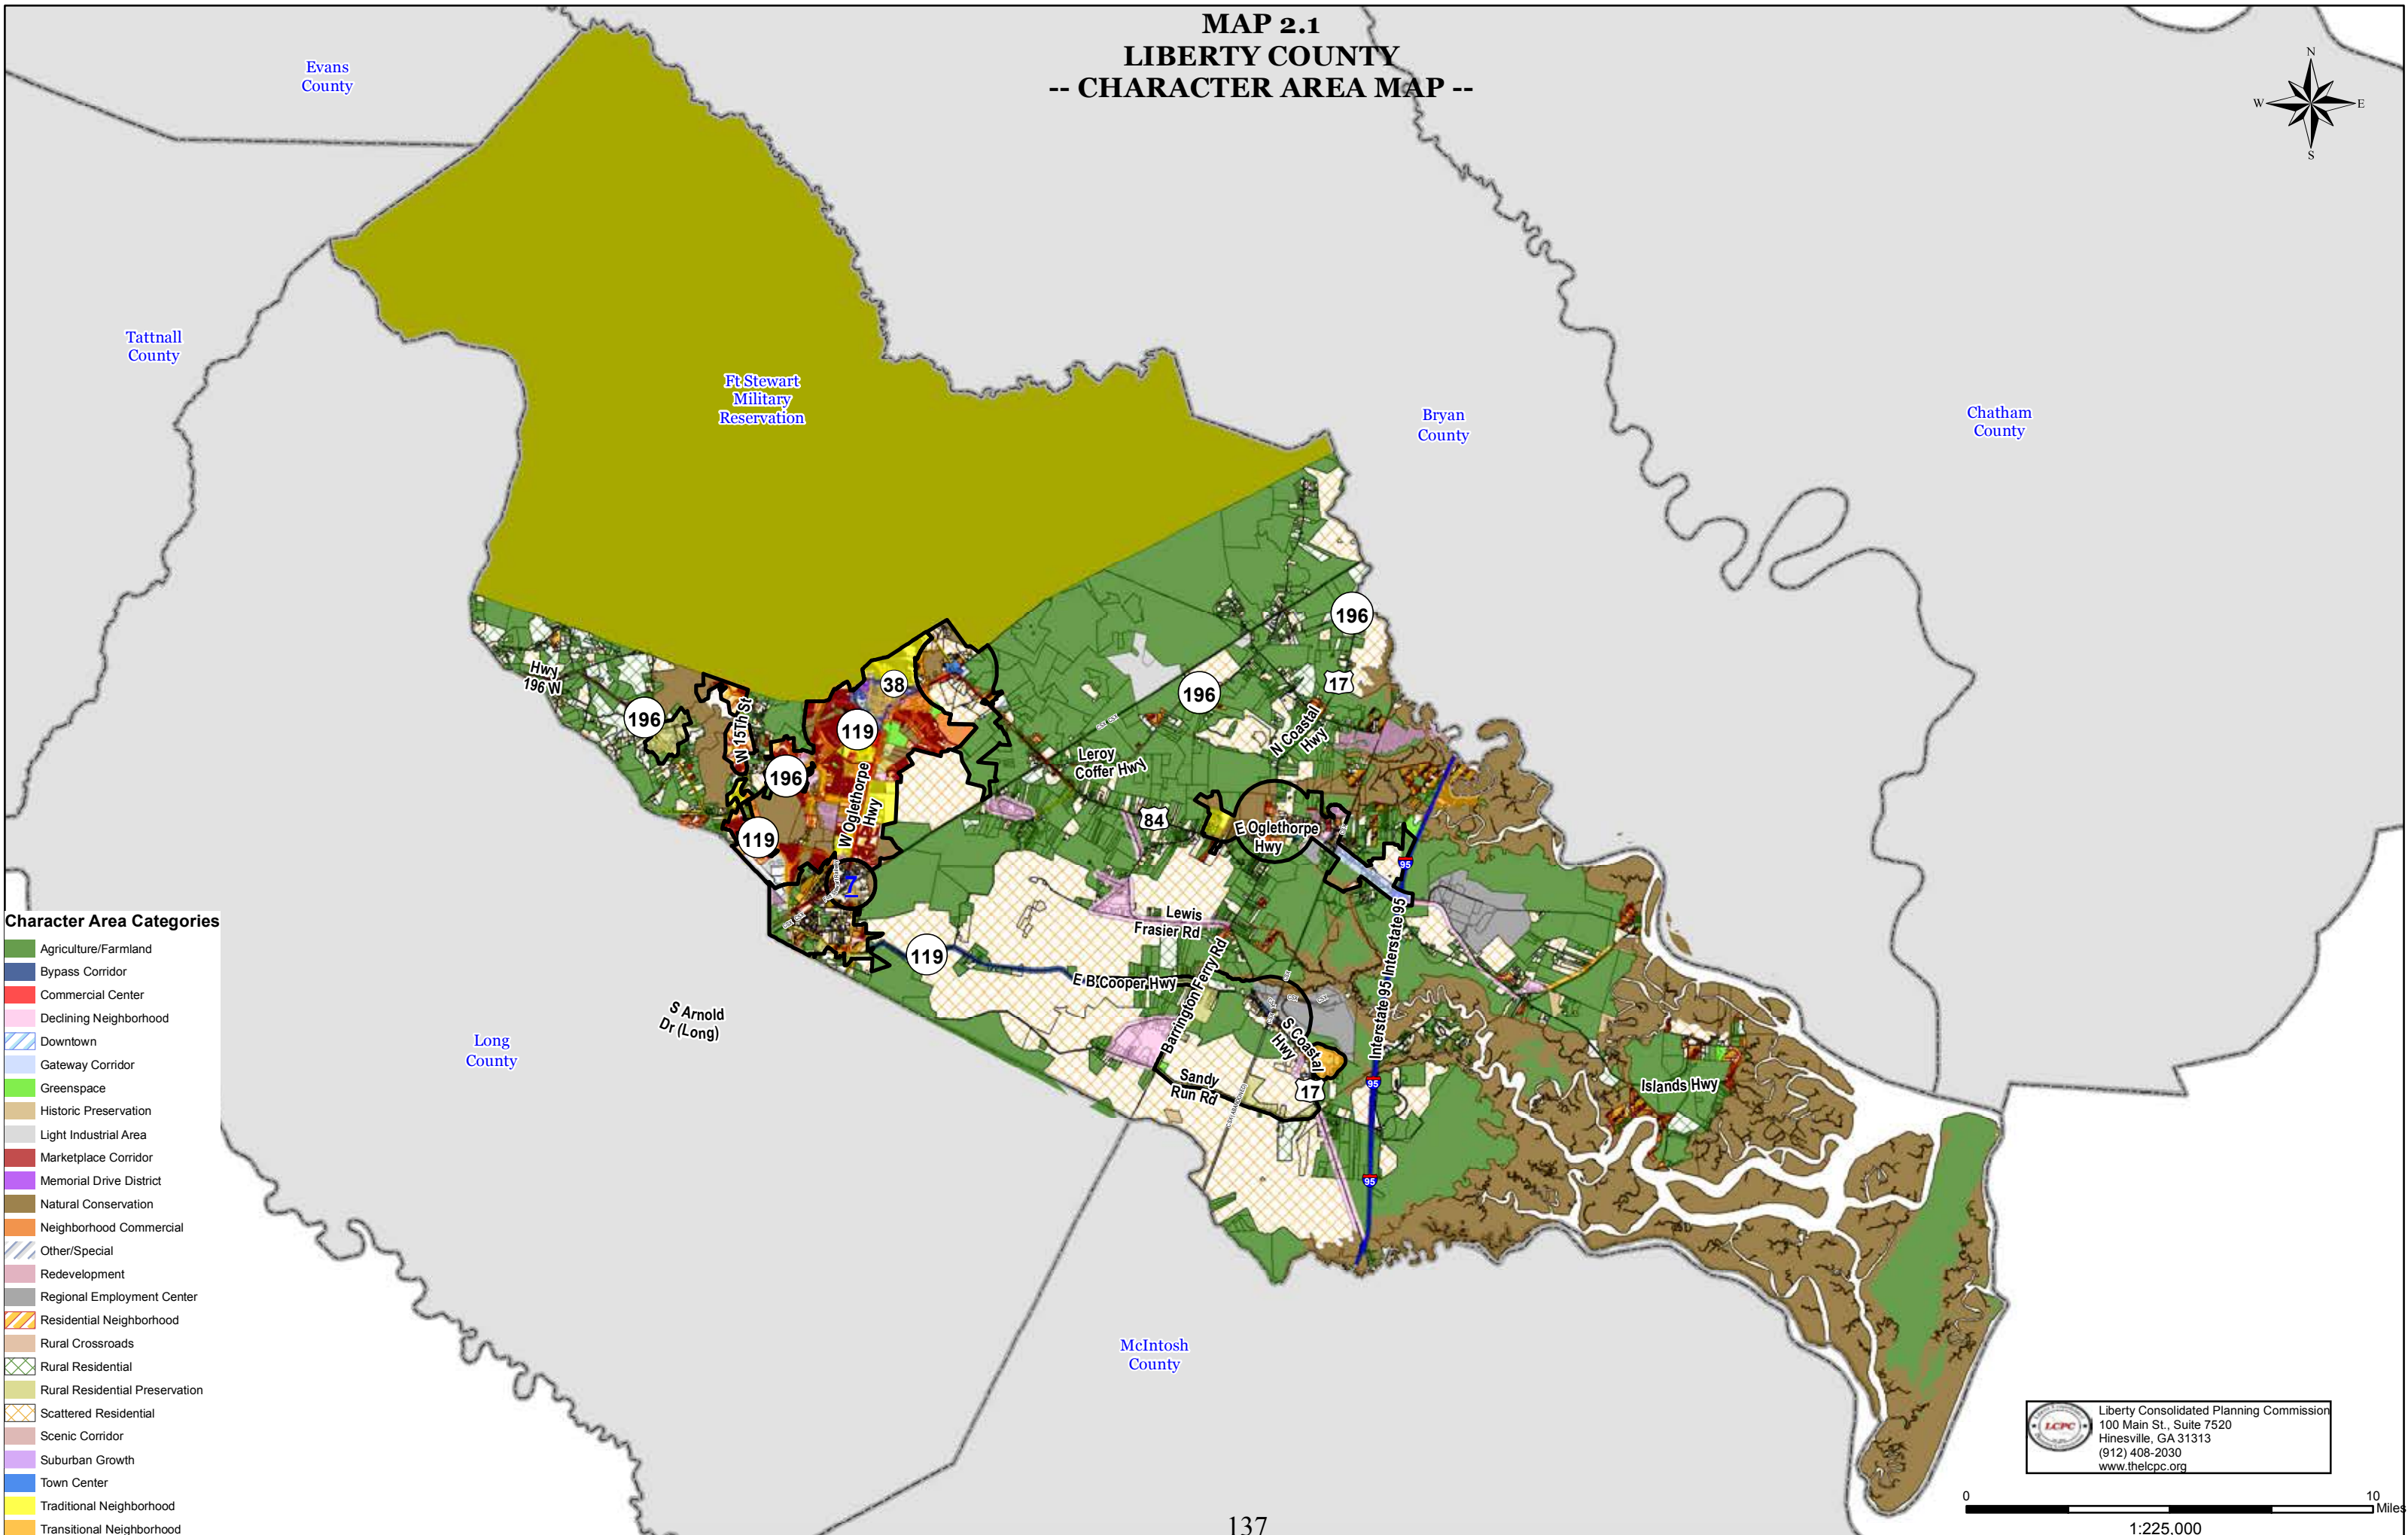 MAP 2.1
LIBERTY COUNTY
-- CHARACTER AREA MAP --
N
W
E
S
Evans
County
Tattnall
County
Ft Stewart
Military
Reservation
Bryan
County
Chatham
County
Hwy
196 W
196
W 15Th St
38
119
196
119
W Oglethorpe
Hwy
7
196
196
17
N Coastal
Hwy
Leroy
Coffer Hwy
84
E Oglethorpe
Hwy
95
Lewis
Frasier Rd
119
E B Cooper Hwy
Barrington Ferry Rd
Interstate 95 Interstate 95
S Coastal
Hwy
Sandy
Run Rd
17
95
95
Islands Hwy
S Arnold
Dr (Long)
Long
County
McIntosh
County
Character Area Categories
Agriculture/Farmland
Bypass Corridor
Commercial Center
Declining Neighborhood
Downtown
Gateway Corridor
Greenspace
Historic Preservation
Light Industrial Area
Marketplace Corridor
Memorial Drive District
Natural Conservation
Neighborhood Commercial
Other/Special
Redevelopment
Regional Employment Center
Residential Neighborhood
Rural Crossroads
Rural Residential
Rural Residential Preservation
Scattered Residential
Scenic Corridor
Suburban Growth
Town Center
Traditional Neighborhood
Transitional Neighborhood
LCPC
Liberty Consolidated Planning Commission
100 Main St., Suite 7520
Hinesville, GA 31313
(912) 408-2030
www.thelcpc.org
0
10
Miles
1:225,000
137